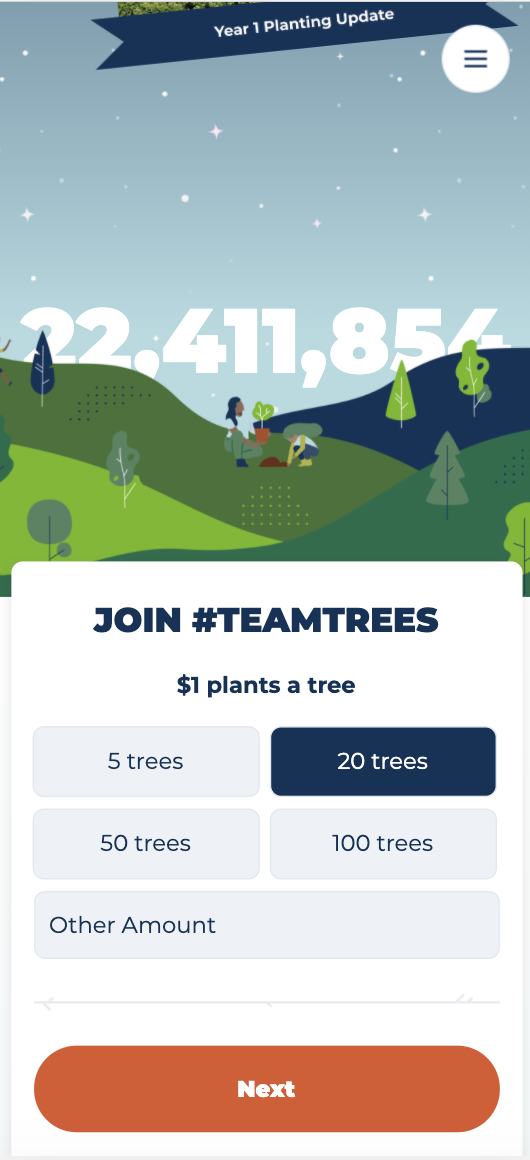 Year 1 Planting Update
22,411,854
JOIN #TEAMTREES
$1 plants a tree
5 trees
20 trees
50 trees
100 trees
Other Amount
Next